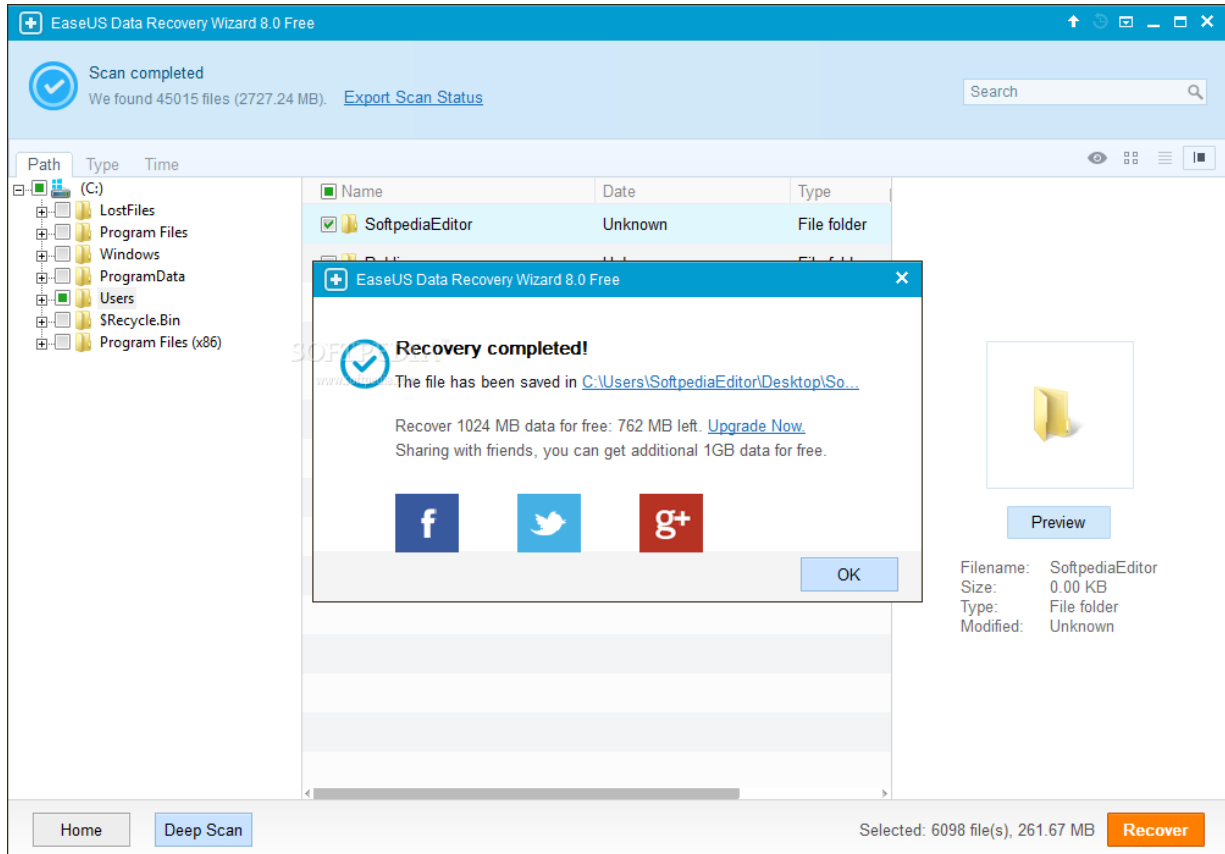 EaseUS Data Recovery Wizard 8.0 Free
Scan completed
We found 45015 files (2727.24 MB). Export Scan Status
Search
Path Type Time
(C:)
LostFiles
Program Files
Windows
ProgramData
Users
$Recycle.Bin
Program Files (x86)
Name Date Type
SoftpediaEditor Unknown File folder
EaseUS Data Recovery Wizard 8.0 Free
Recovery completed!
The file has been saved in C:\Users\SoftpediaEditor\Desktop\So...
Recover 1024 MB data for free: 762 MB left. Upgrade Now.
Sharing with friends, you can get additional 1GB data for free.
f g+
OK
SOFTPEDIA
Preview
Filename: SoftpediaEditor
Size: 0.00 KB
Type: File folder
Modified: Unknown
Home Deep Scan
Selected: 6098 file(s), 261.67 MB Recover